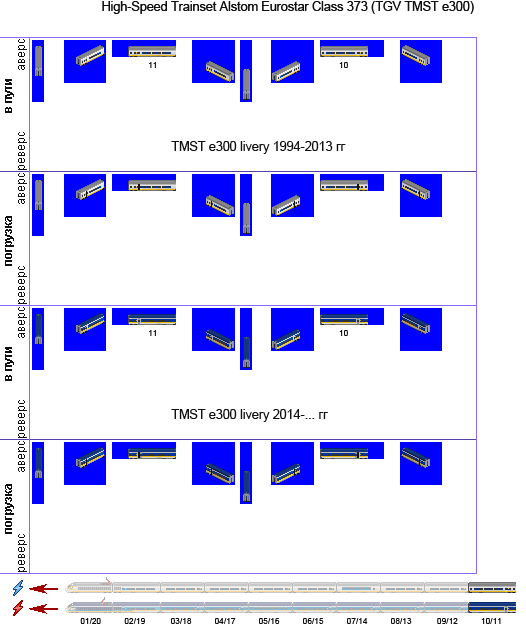 High-Speed Trainset Alstom Eurostar Class 373 (TGV TMST e300)
в пути
аверс
11
10
реверс
TMST e300 livery 1994-2013 гг
погрузка
аверс
реверс
в пути
аверс
11
10
реверс
TMST e300 livery 2014-... гг
погрузка
аверс
реверс
01/20 02/19 03/18 04/17 05/16 06/15 07/14 08/13 09/12 10/11